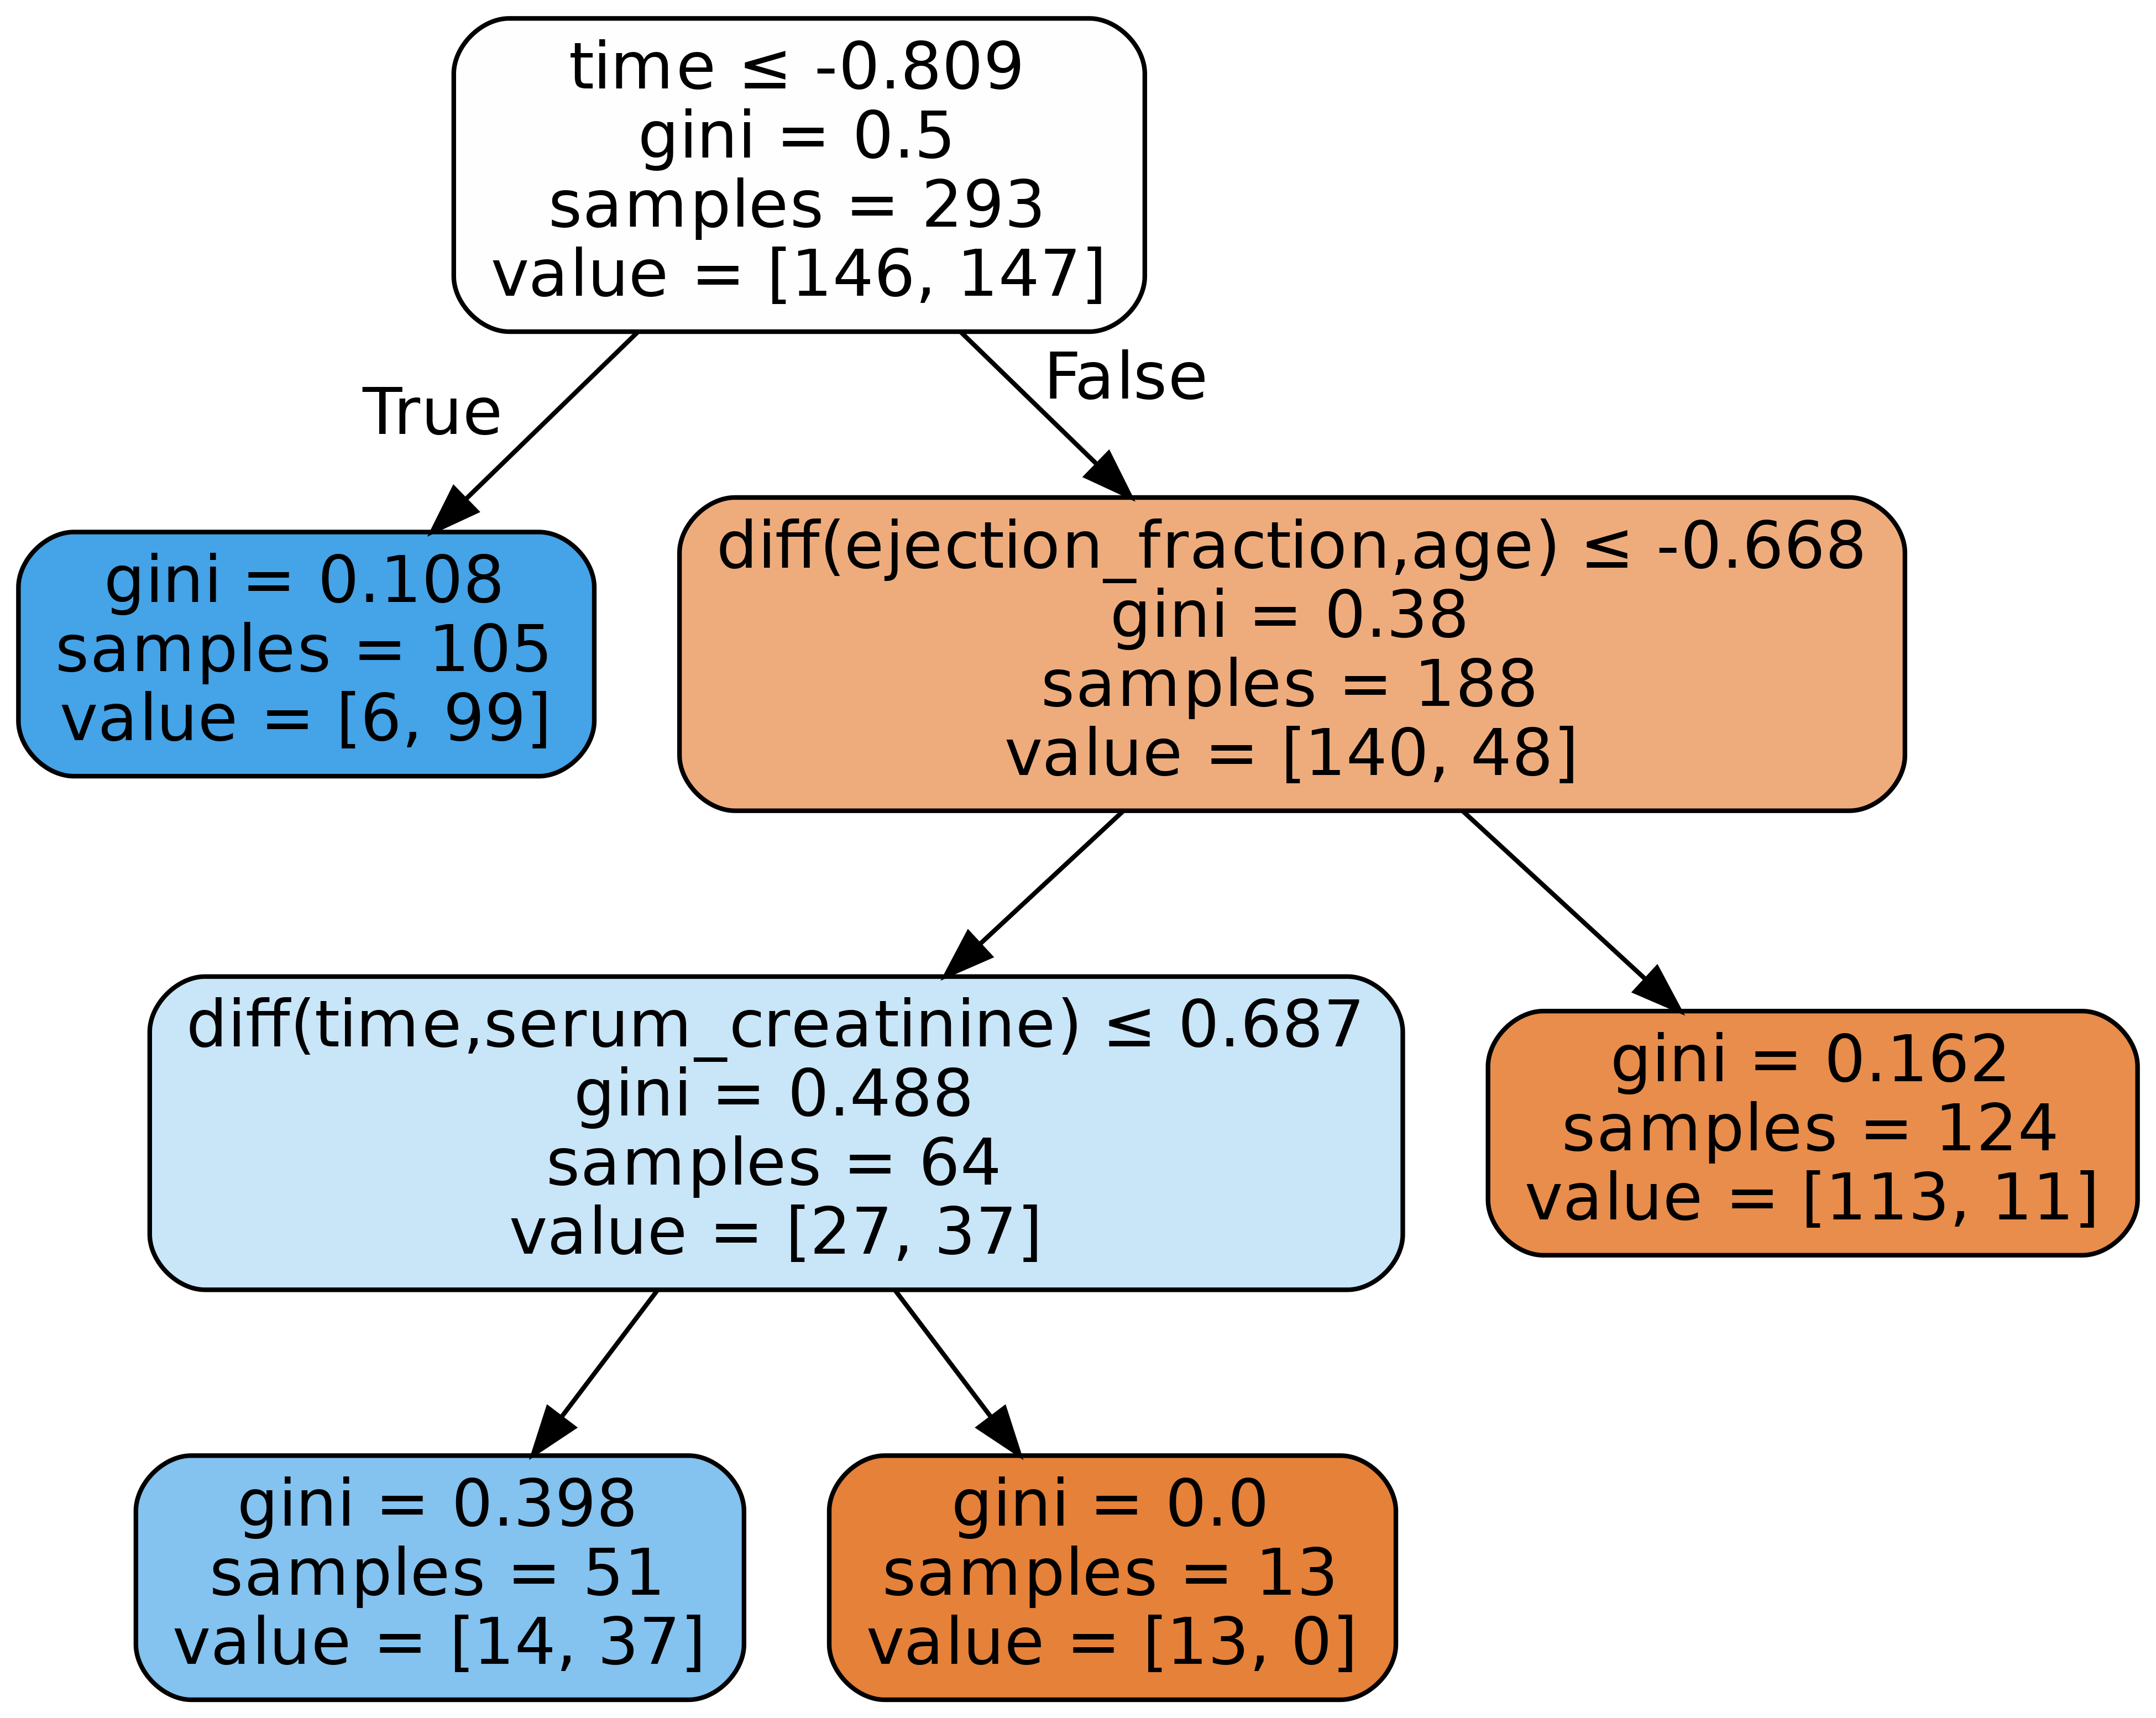 time ≤ -0.809
gini = 0.5
samples = 293
value = [146, 147]
True
False
gini = 0.108
samples = 105
value = [6, 99]
diff(ejection_fraction,age) ≤ -0.668
gini = 0.38
samples = 188
value = [140, 48]
diff(time,serum_creatinine) ≤ 0.687
gini = 0.488
samples = 64
value = [27, 37]
gini = 0.162
samples = 124
value = [113, 11]
gini = 0.398
samples = 51
value = [14, 37]
gini = 0.0
samples = 13
value = [13, 0]